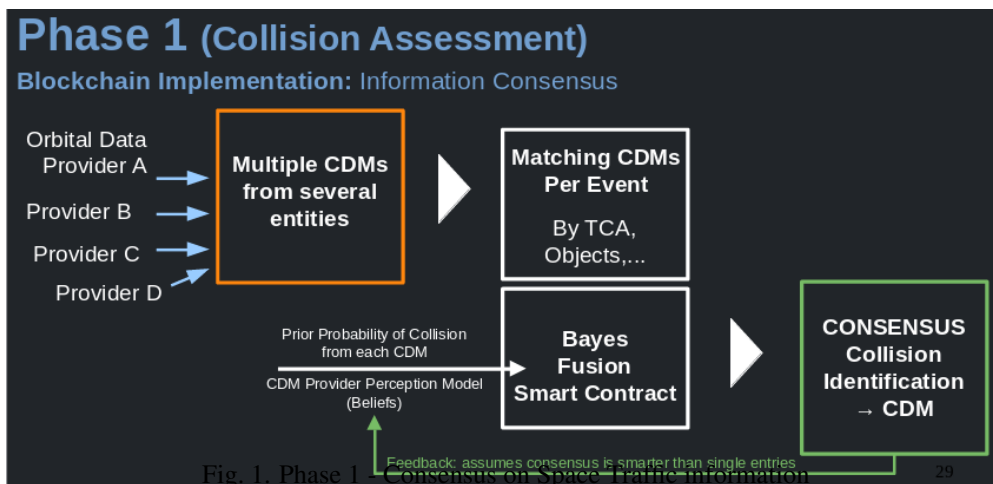 Phase 1 (Collision Assessment)
Blockchain Implementation: Information Consensus
Orbital Data
Provider A
Provider B
Provider C
Provider D
Multiple CDMs
from several
entities
Matching CDMs
Per Event
By TCA,
Objects,...
Prior Probability of Collision
from each CDM
CDM Provider Perception Model
(Beliefs)
Bayes
Fusion
Smart Contract
CONSENSUS
Collision
Identification
→ CDM
Feedback: assumes consensus is smarter than single entries
Fig. 1. Phase 1 - Consensus on Space Traffic information
29